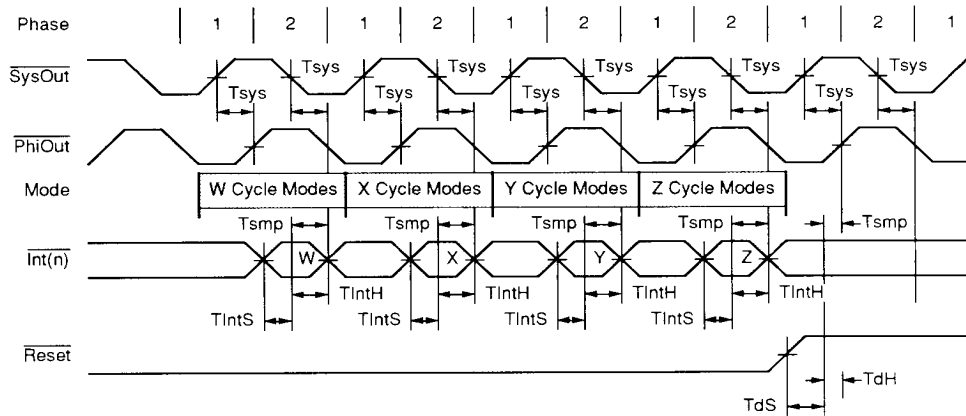 Phase 1 2 1 2 1 2 1 2 1 2 1
SysOut Tsys Tsys Tsys Tsys Tsys
Tsys Tsys Tsys Tsys Tsys
PhiOut
Mode W Cycle Modes X Cycle Modes Y Cycle Modes Z Cycle Modes
Tsmp Tsmp Tsmp Tsmp Tsmp
Int(n) W X Y Z
TIntH TIntH TIntH TIntH
TIntS TIntS TIntS TIntS
Reset
TdH
TdS